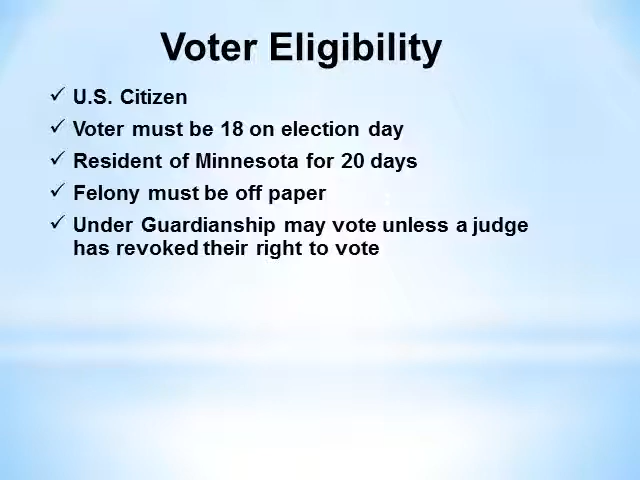 Voter Eligibility
✓ U.S. Citizen
✓ Voter must be 18 on election day
✓ Resident of Minnesota for 20 days
✓ Felony must be off paper
✓ Under Guardianship may vote unless a judge
has revoked their right to vote